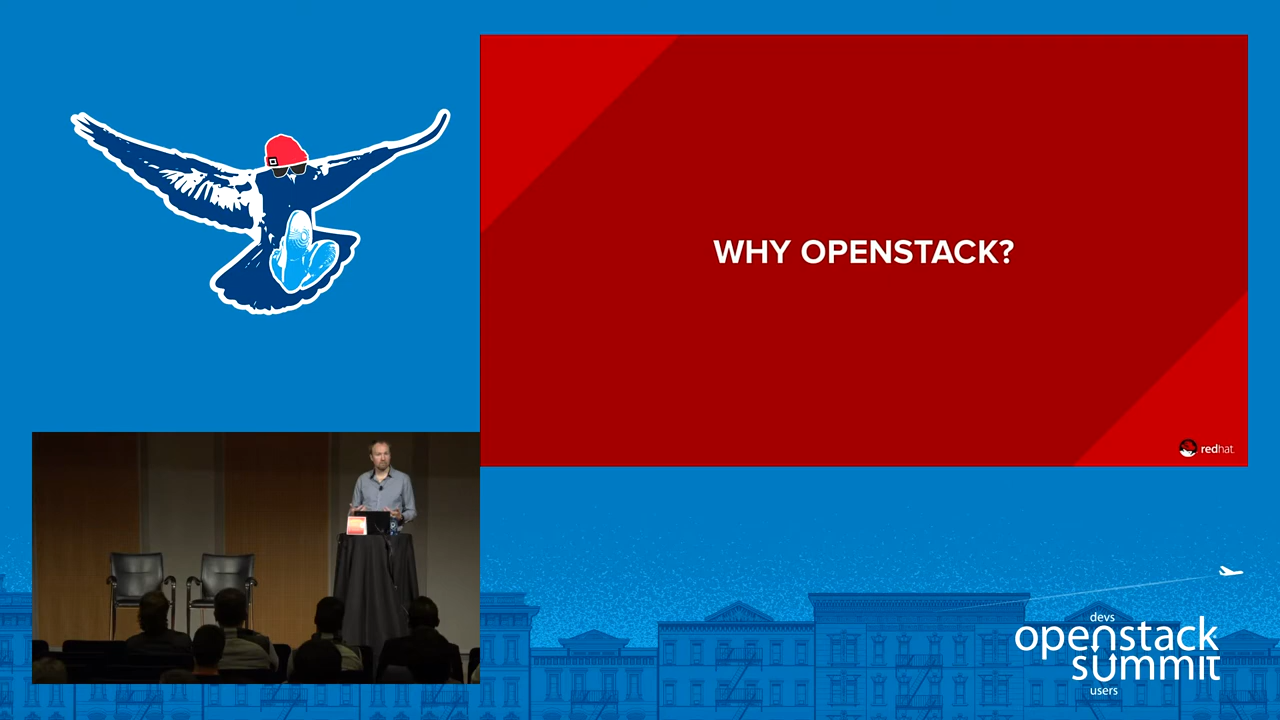 WHY OPENSTACK?
redhat.
devs
openstack
summit
users